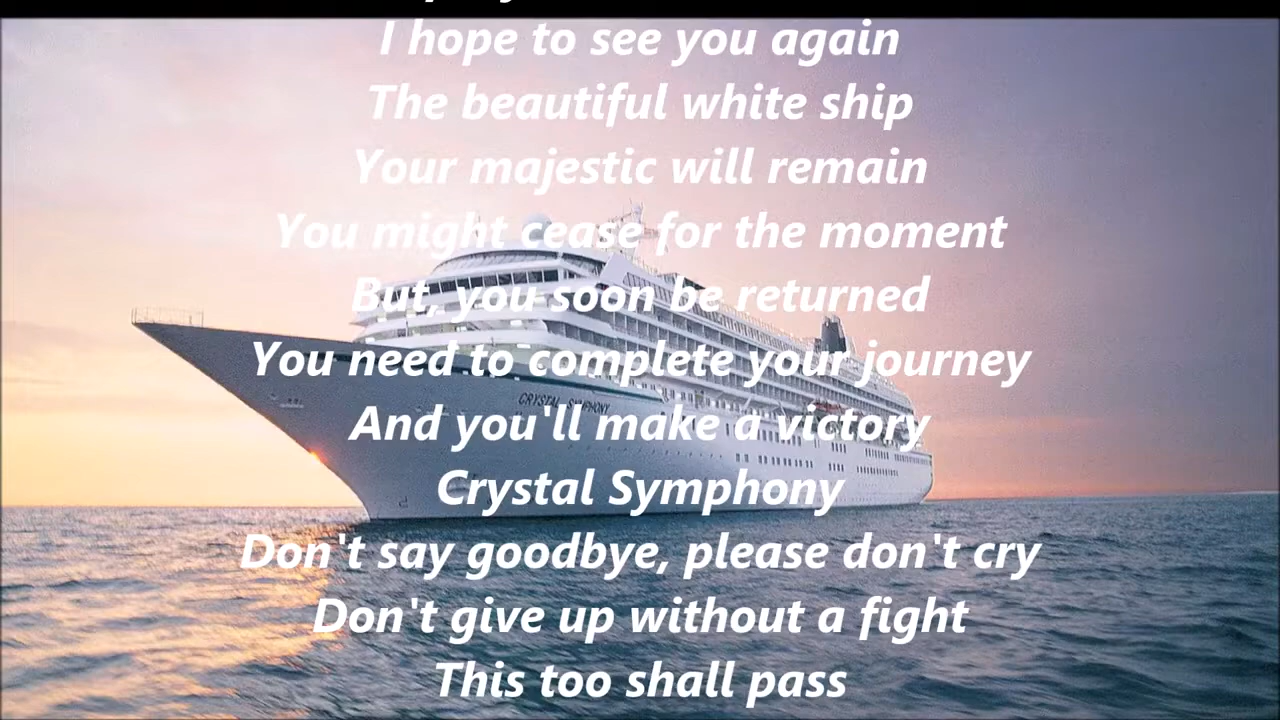 I hope to see you again
The beautiful white ship
Your majestic will remain
You might cease for the moment
But, you soon be returned
You need to complete your journey
CRYSTAL SYMPHONY
And you'll make a victory
Crystal Symphony
Don't say goodbye, please don't cry
Don't give up without a fight
This too shall pass